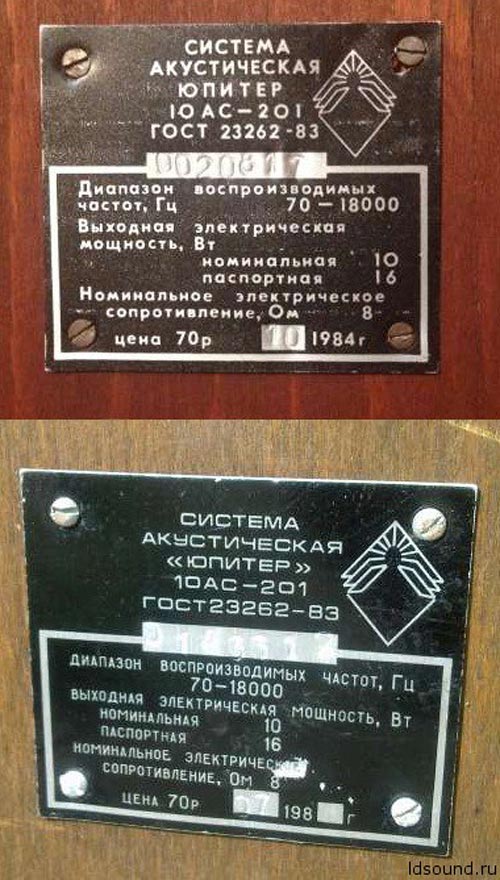 СИСТЕМА
АКУСТИЧЕСКАЯ
ЮПИТЕР
10АС-201
ГОСТ 23262-83
0020817
Диапазон воспроизводимых
частот, Гц 70-18000
Выходная электрическая
мощность, Вт
номинальная 10
паспортная 16
Номинальное электрическое
сопротивление, Ом 8
цена 70р 10 1984г
СИСТЕМА
АКУСТИЧЕСКАЯ
«ЮПИТЕР»
10АС-201
ГОСТ23262-83
ДИАПАЗОН ВОСПРОИЗВОДИМЫХ ЧАСТОТ, Гц
70-18000
ВЫХОДНАЯ ЭЛЕКТРИЧЕСКАЯ МОЩНОСТЬ, Вт
НОМИНАЛЬНАЯ 10
ПАСПОРТНАЯ 16
НОМИНАЛЬНОЕ
СОПРОТИВЛЕНИЕ, Ом 8
ЦЕНА 70р 07 198 г
ldsound.ru